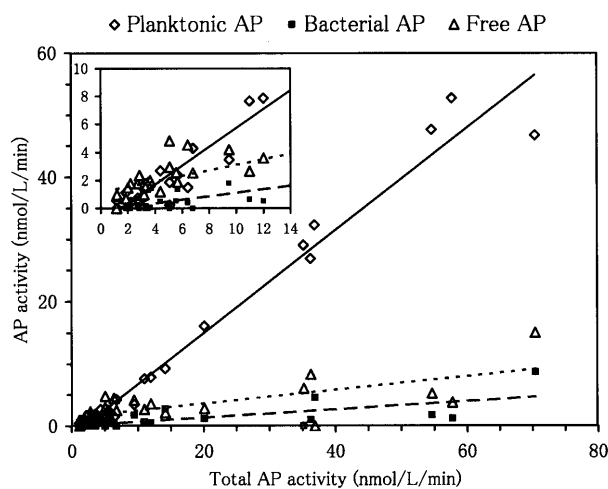 Planktonic AP Bacterial AP Free AP
60
40
20
0
AP activity (nmol/L/min)
10
8
6
4
2
0
0 2 4 6 8 10 12 14
0 20 40 60 80
Total AP activity (nmol/L/min)